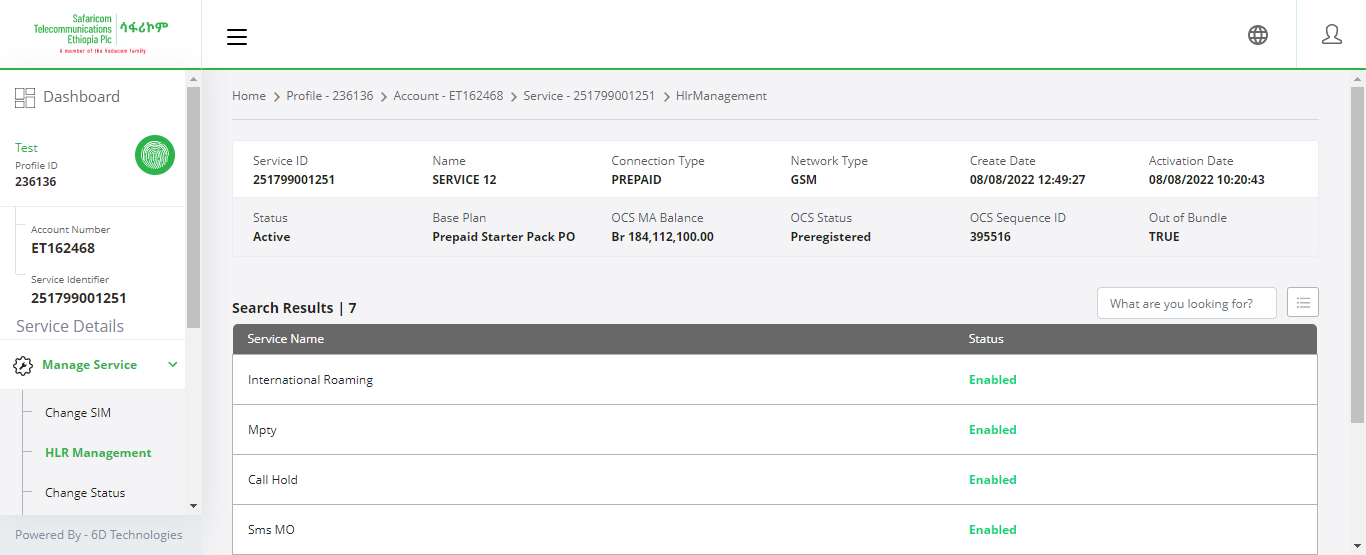 Safaricom
Telecommunications
Ethiopia Plc
ሳፋሪኮም
A member of the Vodacom family
Dashboard
Test
Profile ID
236136
Account Number
ET162468
Service Identifier
251799001251
Service Details
Manage Service
Change SIM
HLR Management
Change Status
Powered By - 6D Technologies
Home > Profile - 236136 > Account - ET162468 > Service - 251799001251 > HlrManagement
Service ID Name Connection Type Network Type Create Date Activation Date
251799001251 SERVICE 12 PREPAID GSM 08/08/2022 12:49:27 08/08/2022 10:20:43
Status Base Plan OCS MA Balance OCS Status OCS Sequence ID Out of Bundle
Active Prepaid Starter Pack PO Br 184,112,100.00 Preregistered 395516 TRUE
Search Results | 7 What are you looking for?
Service Name Status
International Roaming Enabled
Mpty Enabled
Call Hold Enabled
Sms MO Enabled